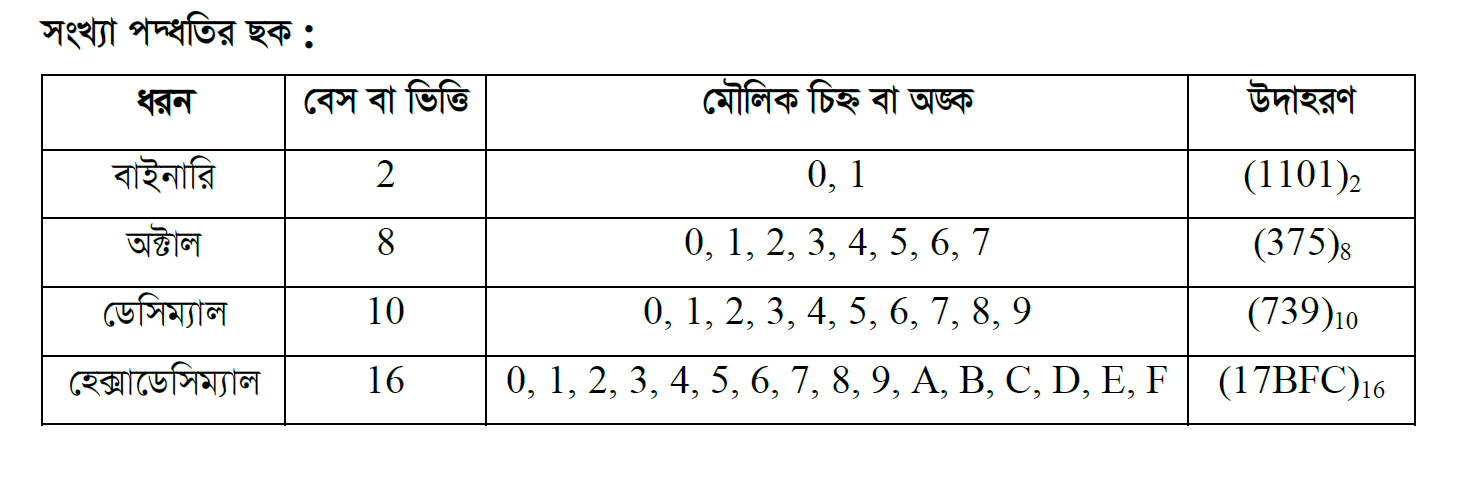 সংখ্যা পদ্ধতির ছক :
ধরন বেস বা ভিত্তি মৌলিক চিহ্ন বা অঙ্ক উদাহরণ
বাইনারি 2 0, 1 (1101)₂
অক্টাল 8 0, 1, 2, 3, 4, 5, 6, 7 (375)₈
ডেসিম্যাল 10 0, 1, 2, 3, 4, 5, 6, 7, 8, 9 (739)₁₀
হেক্সাডেসিম্যাল 16 0, 1, 2, 3, 4, 5, 6, 7, 8, 9, A, B, C, D, E, F (17BFC)₁₆